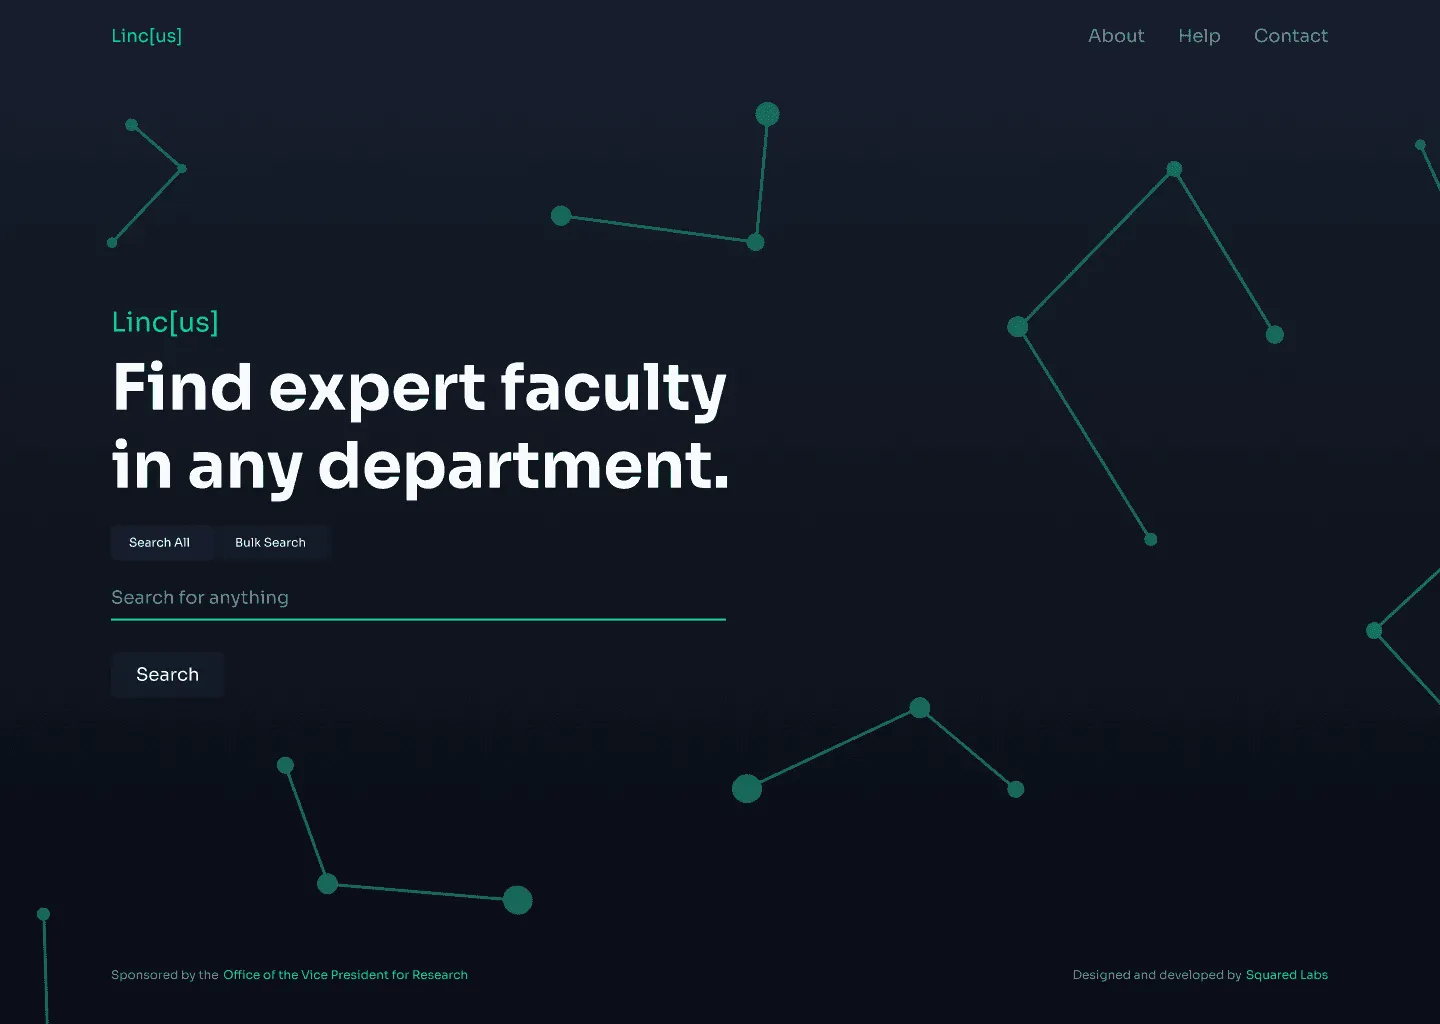 Linc[us]
About Help Contact
Linc[us]
Find expert faculty
in any department.
Search All Bulk Search
Search for anything
Search
Sponsored by the Office of the Vice President for Research
Designed and developed by Squared Labs